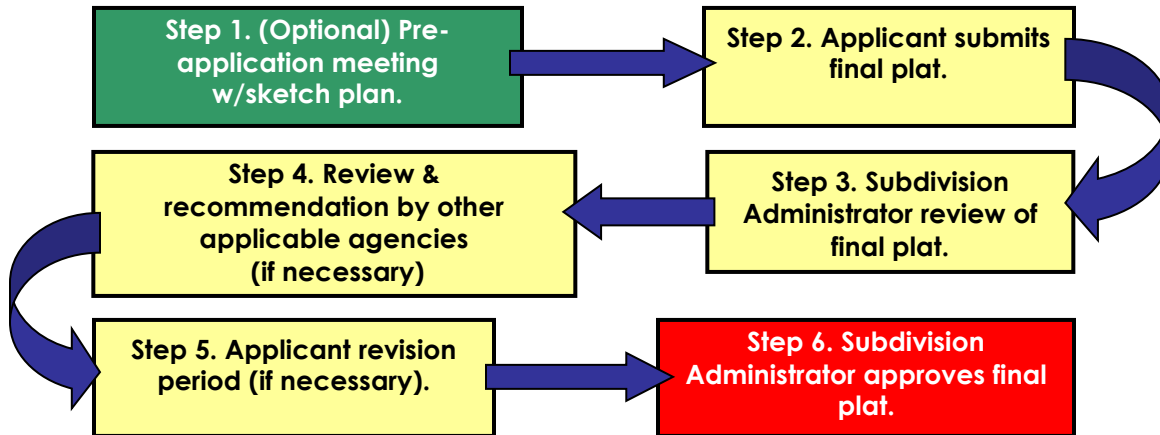 Step 1. (Optional) Pre-
application meeting
w/sketch plan.
Step 2. Applicant submits
final plat.
Step 3. Subdivision
Administrator review of
final plat.
Step 4. Review &
recommendation by other
applicable agencies
(if necessary)
Step 5. Applicant revision
period (if necessary).
Step 6. Subdivision
Administrator approves final
plat.